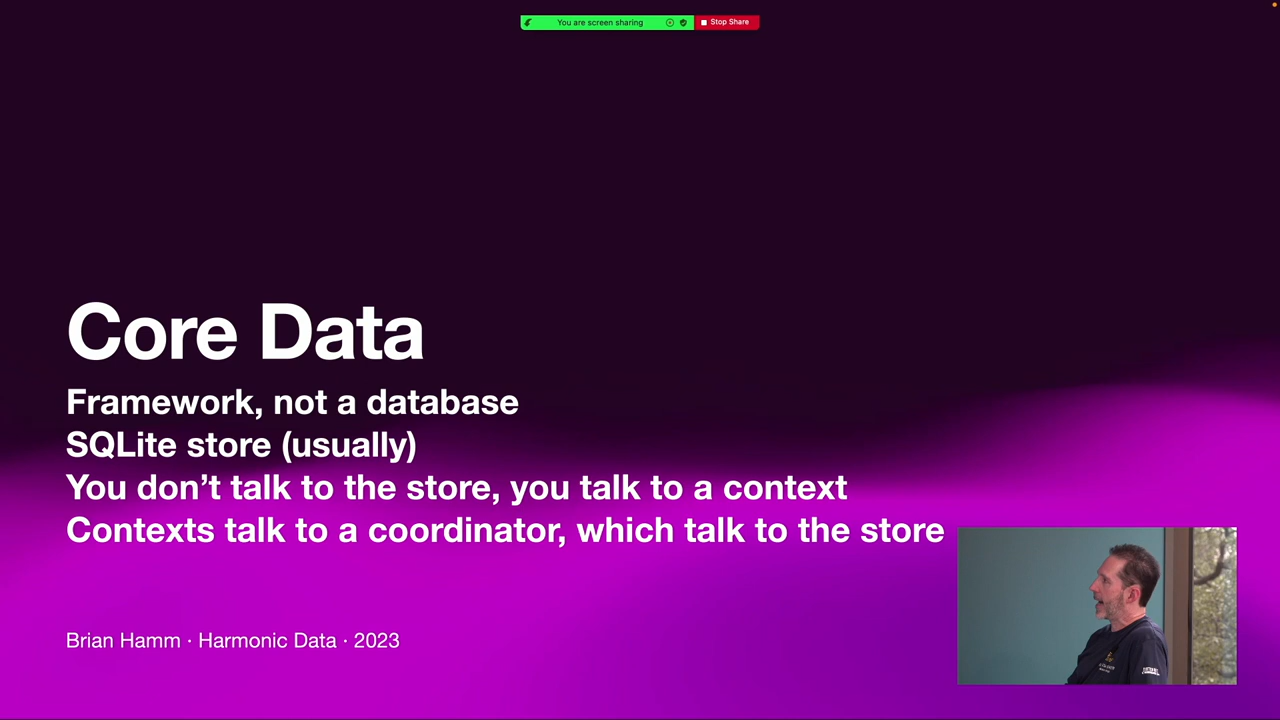 You are screen sharing
Stop Share
Core Data
Framework, not a database
SQLite store (usually)
You don’t talk to the store, you talk to a context
Contexts talk to a coordinator, which talk to the store
Brian Hamm · Harmonic Data · 2023